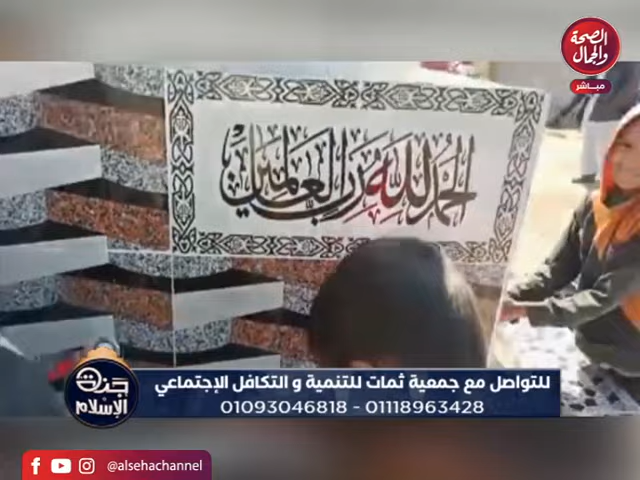 الصحة
والجمال
مباشر
الحمد لله رب العالمين
جنة
الإسلام
للتواصل مع جمعية ثمات للتنمية و التكافل الإجتماعي
01093046818 - 01118963428
@alsehachannel